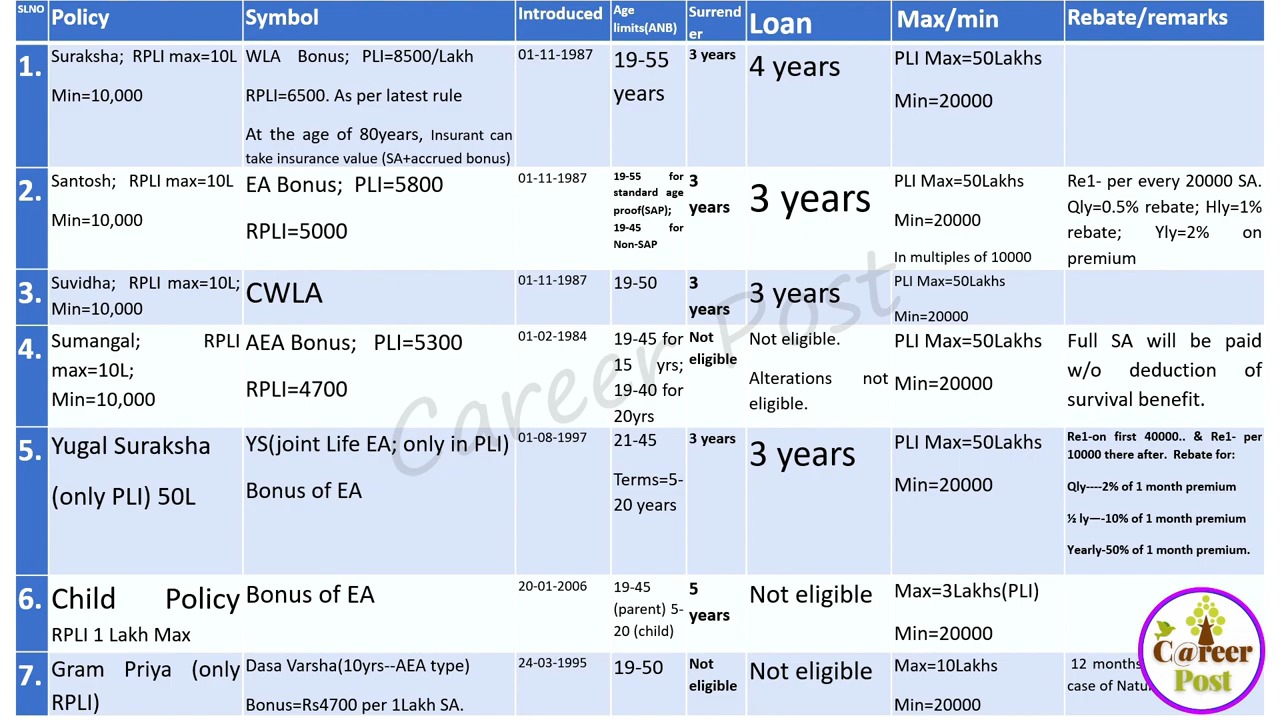 SLNO Policy Symbol Introduced Age limits(ANB) Surrender Loan Max/min Rebate/remarks
1.
Suraksha; RPLI max=10L
Min=10,000
WLA Bonus; PLI=8500/Lakh
RPLI=6500. As per latest rule
At the age of 80years, Insurant can
take insurance value (SA+accrued bonus)
01-11-1987
19-55
years
3 years
4 years
PLI Max=50Lakhs
Min=20000
2.
Santosh; RPLI max=10L
Min=10,000
EA Bonus; PLI=5800
RPLI=5000
01-11-1987
19-55 for
standard age
proof(SAP);
19-45 for
Non-SAP
3
years
3 years
PLI Max=50Lakhs
Min=20000
In multiples of 10000
Re1- per every 20000 SA.
Qly=0.5% rebate; Hly=1%
rebate; Yly=2% on
premium
3.
Suvidha; RPLI max=10L;
Min=10,000
CWLA
01-11-1987
19-50
3
years
3 years
PLI Max=50Lakhs
Min=20000
4.
Sumangal; RPLI
max=10L;
Min=10,000
AEA Bonus; PLI=5300
RPLI=4700
01-02-1984
19-45 for
15 yrs;
19-40 for
20yrs
Not
eligible
Not eligible.
Alterations not
eligible.
PLI Max=50Lakhs
Min=20000
Full SA will be paid
w/o deduction of
survival benefit.
5.
Yugal Suraksha
(only PLI) 50L
YS(joint Life EA; only in PLI)
Bonus of EA
01-08-1997
21-45
Terms=5-
20 years
3 years
3 years
PLI Max=50Lakhs
Min=20000
Re1-on first 40000.. & Re1- per
10000 there after. Rebate for:
Qly----2% of 1 month premium
½ ly—-10% of 1 month premium
Yearly-50% of 1 month premium.
6.
Child Policy
RPLI 1 Lakh Max
Bonus of EA
20-01-2006
19-45
(parent) 5-
20 (child)
5
years
Not eligible
Max=3Lakhs(PLI)
Min=20000
7.
Gram Priya (only
RPLI)
Dasa Varsha(10yrs--AEA type)
Bonus=Rs4700 per 1Lakh SA.
24-03-1995
19-50
Not
eligible
Not eligible
Max=10Lakhs
Min=20000
12 months
case of
Career Post
C@reer
Post